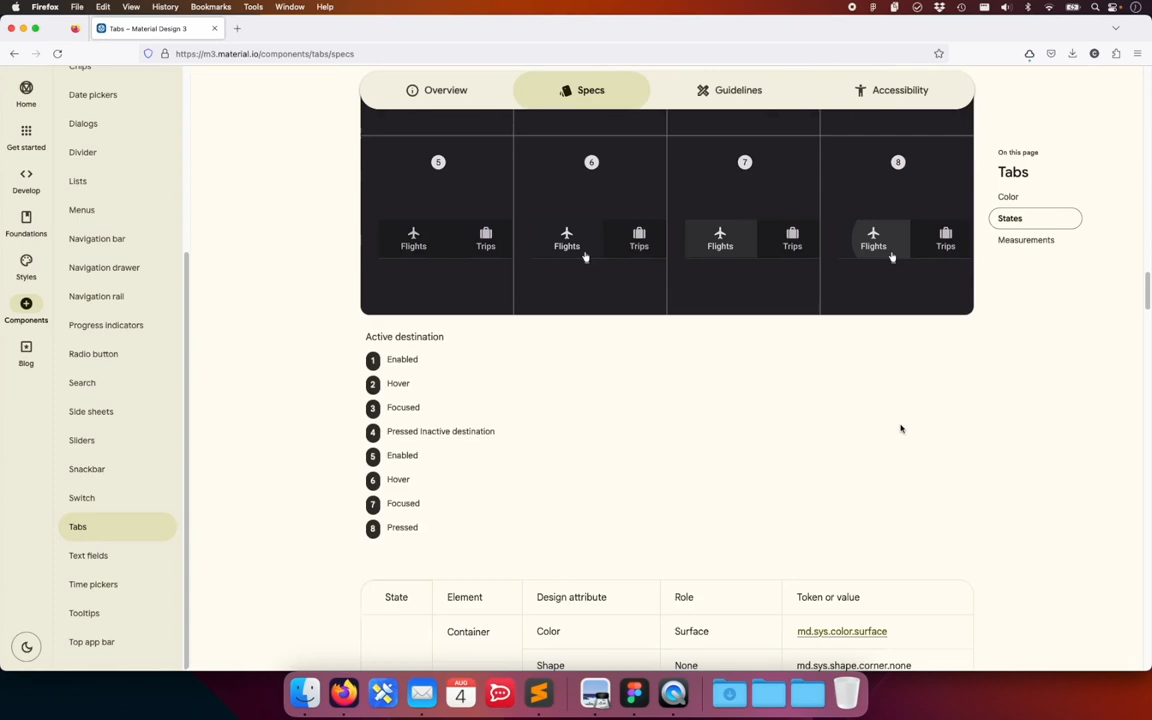 Firefox File Edit View History Bookmarks Tools Window Help
Tabs – Material Design 3
https://m3.material.io/components/tabs/specs
Home
Get started
Develop
Foundations
Styles
Components
Blog
Chips
Date pickers
Dialogs
Divider
Lists
Menus
Navigation bar
Navigation drawer
Navigation rail
Progress indicators
Radio button
Search
Side sheets
Sliders
Snackbar
Switch
Tabs
Text fields
Time pickers
Tooltips
Top app bar
Overview Specs Guidelines Accessibility
5 6 7 8
Flights Trips Flights Trips Flights Trips Flights Trips
Active destination
1 Enabled
2 Hover
3 Focused
4 Pressed Inactive destination
5 Enabled
6 Hover
7 Focused
8 Pressed
State Element Design attribute Role Token or value
Container Color Surface md.sys.color.surface
Shape None md.sys.shape.corner.none
On this page
Tabs
Color
States
Measurements
AUG
4